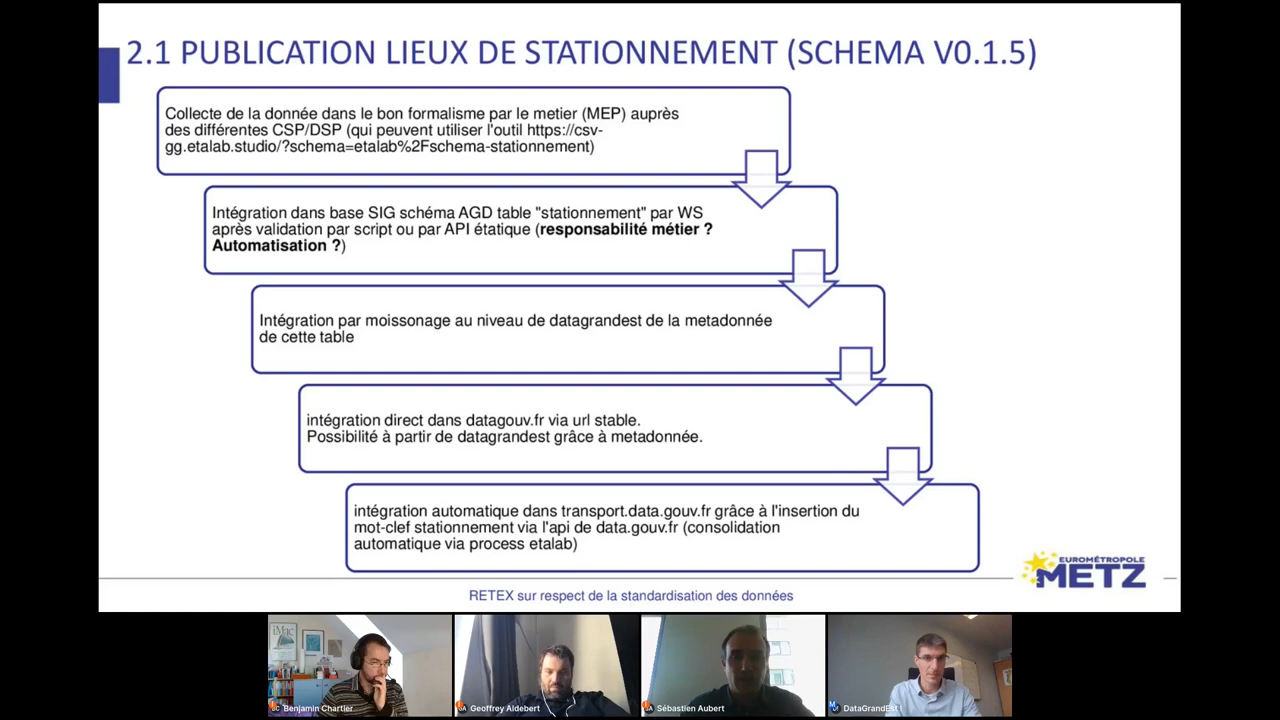 2.1 PUBLICATION LIEUX DE STATIONNEMENT (SCHEMA V0.1.5)
Collecte de la donnée dans le bon formalisme par le metier (MEP) auprès
des différentes CSP/DSP (qui peuvent utiliser l'outil https://csv-
gg.etalab.studio/?schema=etalab%2Fschema-stationnement)
Intégration dans base SIG schéma AGD table "stationnement" par WS
après validation par script ou par API étatique (responsabilité métier ?
Automatisation ?)
Intégration par moissonage au niveau de datagrandest de la metadonnée
de cette table
intégration direct dans datagouv.fr via url stable.
Possibilité à partir de datagrandest grâce à metadonnée.
intégration automatique dans transport.data.gouv.fr grâce à l'insertion du
mot-clef stationnement via l'api de data.gouv.fr (consolidation
automatique via process etalab)
EUROMÉTROPOLE
METZ
RETEX sur respect de la standardisation des données
iMac
Benjamin Chartier
Geoffrey Aldebert
Sébastien Aubert
DataGrandEst